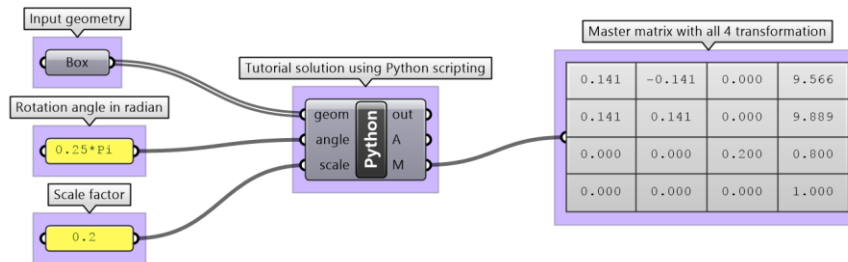 Input geometry
Box
Rotation angle in radian
0.25*Pi
Scale factor
0.2
Tutorial solution using Python scripting
geom Python out
angle A
scale M
Master matrix with all 4 transformation
0.141 -0.141 0.000 9.566
0.141 0.141 0.000 9.889
0.000 0.000 0.200 0.800
0.000 0.000 0.000 1.000